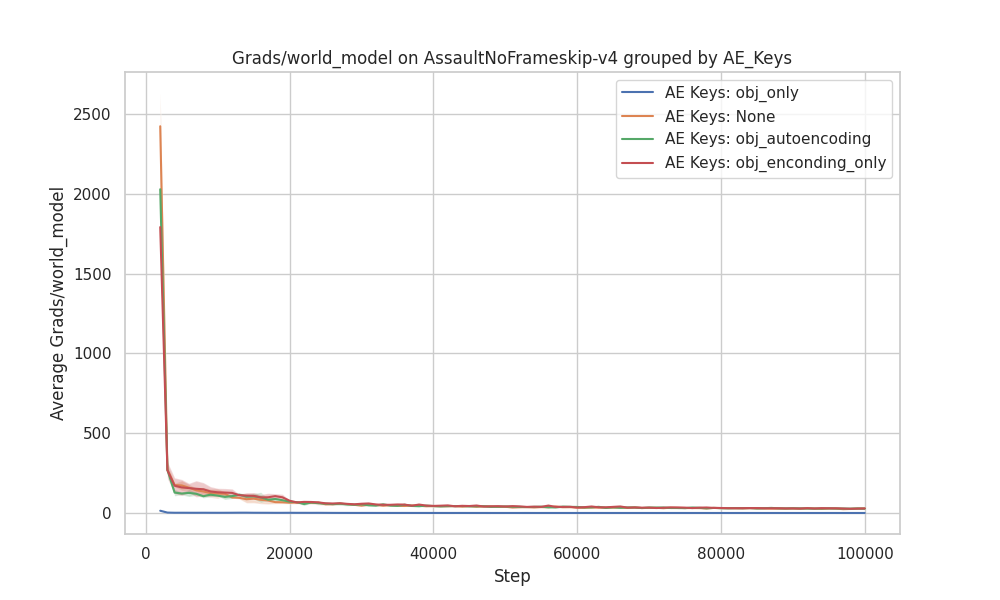 Grads/world_model on AssaultNoFrameskip-v4 grouped by AE_Keys
AE Keys: obj_only
AE Keys: None
AE Keys: obj_autoencoding
AE Keys: obj_enconding_only
Average Grads/world_model
2500
2000
1500
1000
500
0
0
20000
40000
60000
80000
100000
Step